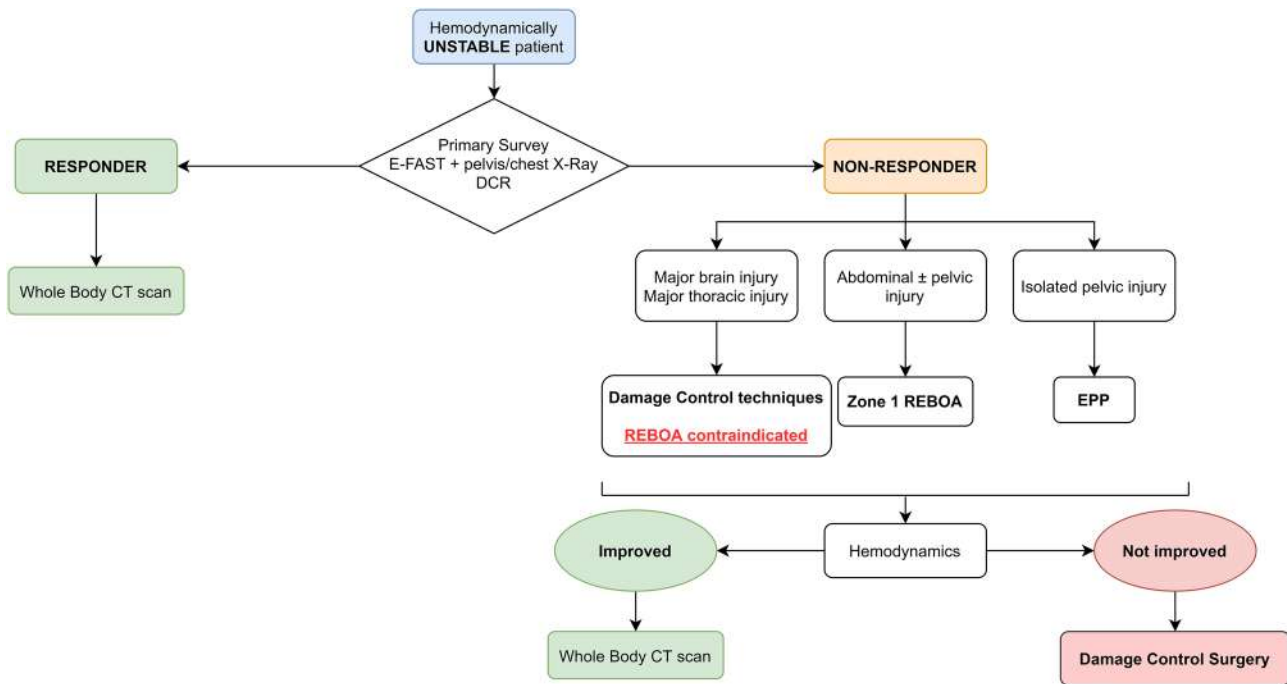 Hemodynamically
UNSTABLE patient
Primary Survey
E-FAST + pelvis/chest X-Ray
DCR
RESPONDER
NON-RESPONDER
Whole Body CT scan
Major brain injury
Major thoracic injury
Abdominal ± pelvic
injury
Isolated pelvic injury
Damage Control techniques
REBOA contraindicated
Zone 1 REBOA
EPP
Improved
Hemodynamics
Not improved
Whole Body CT scan
Damage Control Surgery